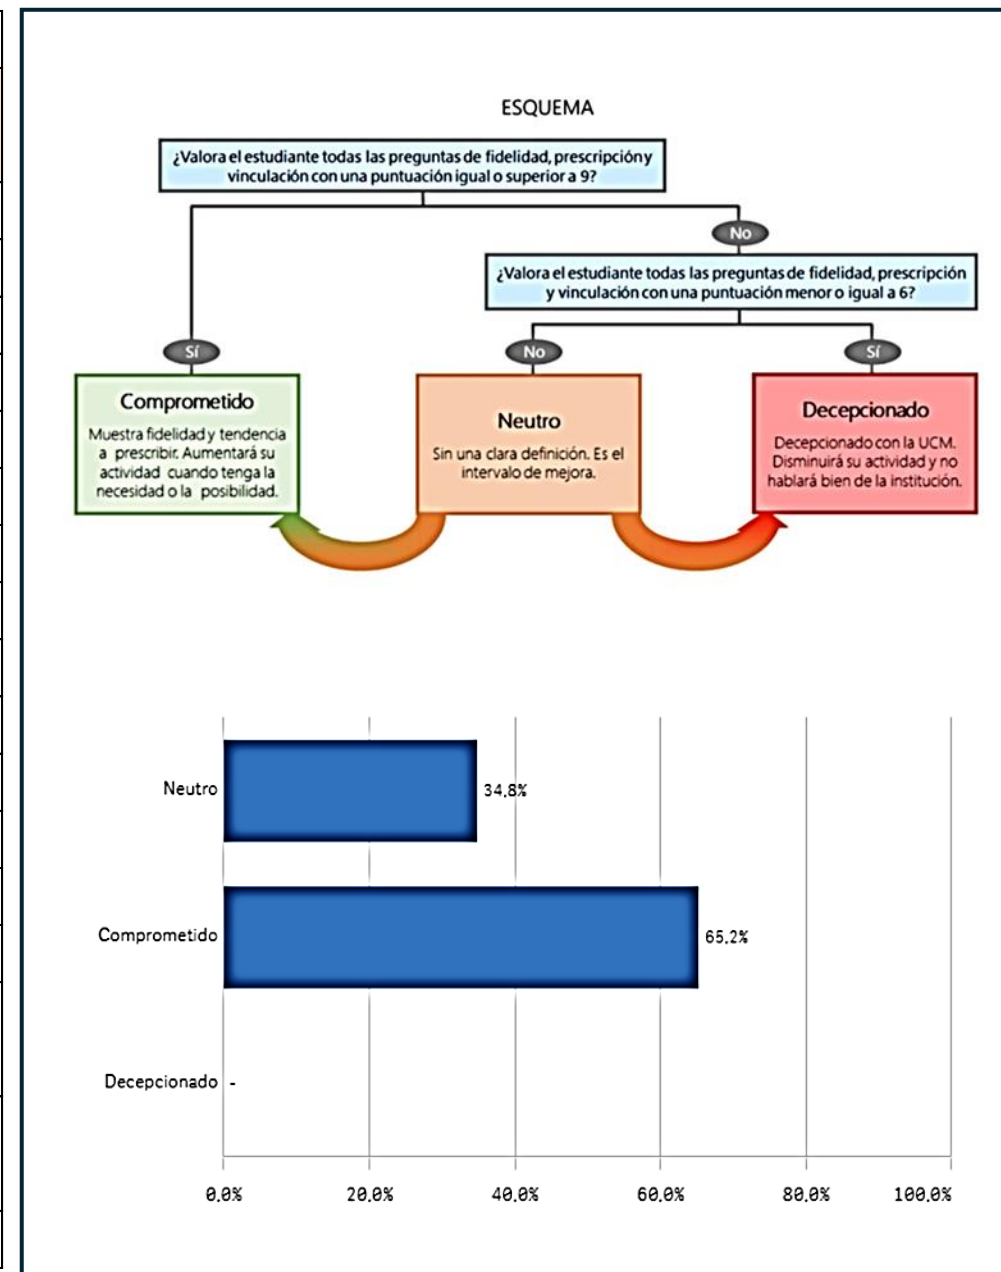 ESQUEMA
¿Valora el estudiante todas las preguntas de fidelidad, prescripción y
vinculación con una puntuación igual o superior a 9?
No
¿Valora el estudiante todas las preguntas de fidelidad, prescripción
y vinculación con una puntuación menor o igual a 6?
Sí
No
Sí
Comprometido
Muestra fidelidad y tendencia
a prescribir. Aumentará su
actividad cuando tenga la
necesidad o la posibilidad.
Neutro
Sin una clara definición. Es el
intervalo de mejora.
Decepcionado
Decepcionado con la UCM.
Disminuirá su actividad y no
hablará bien de la institución.
Neutro
34,8%
Comprometido
65,2%
Decepcionado
-
0,0%
20,0%
40,0%
60,0%
80,0%
100,0%